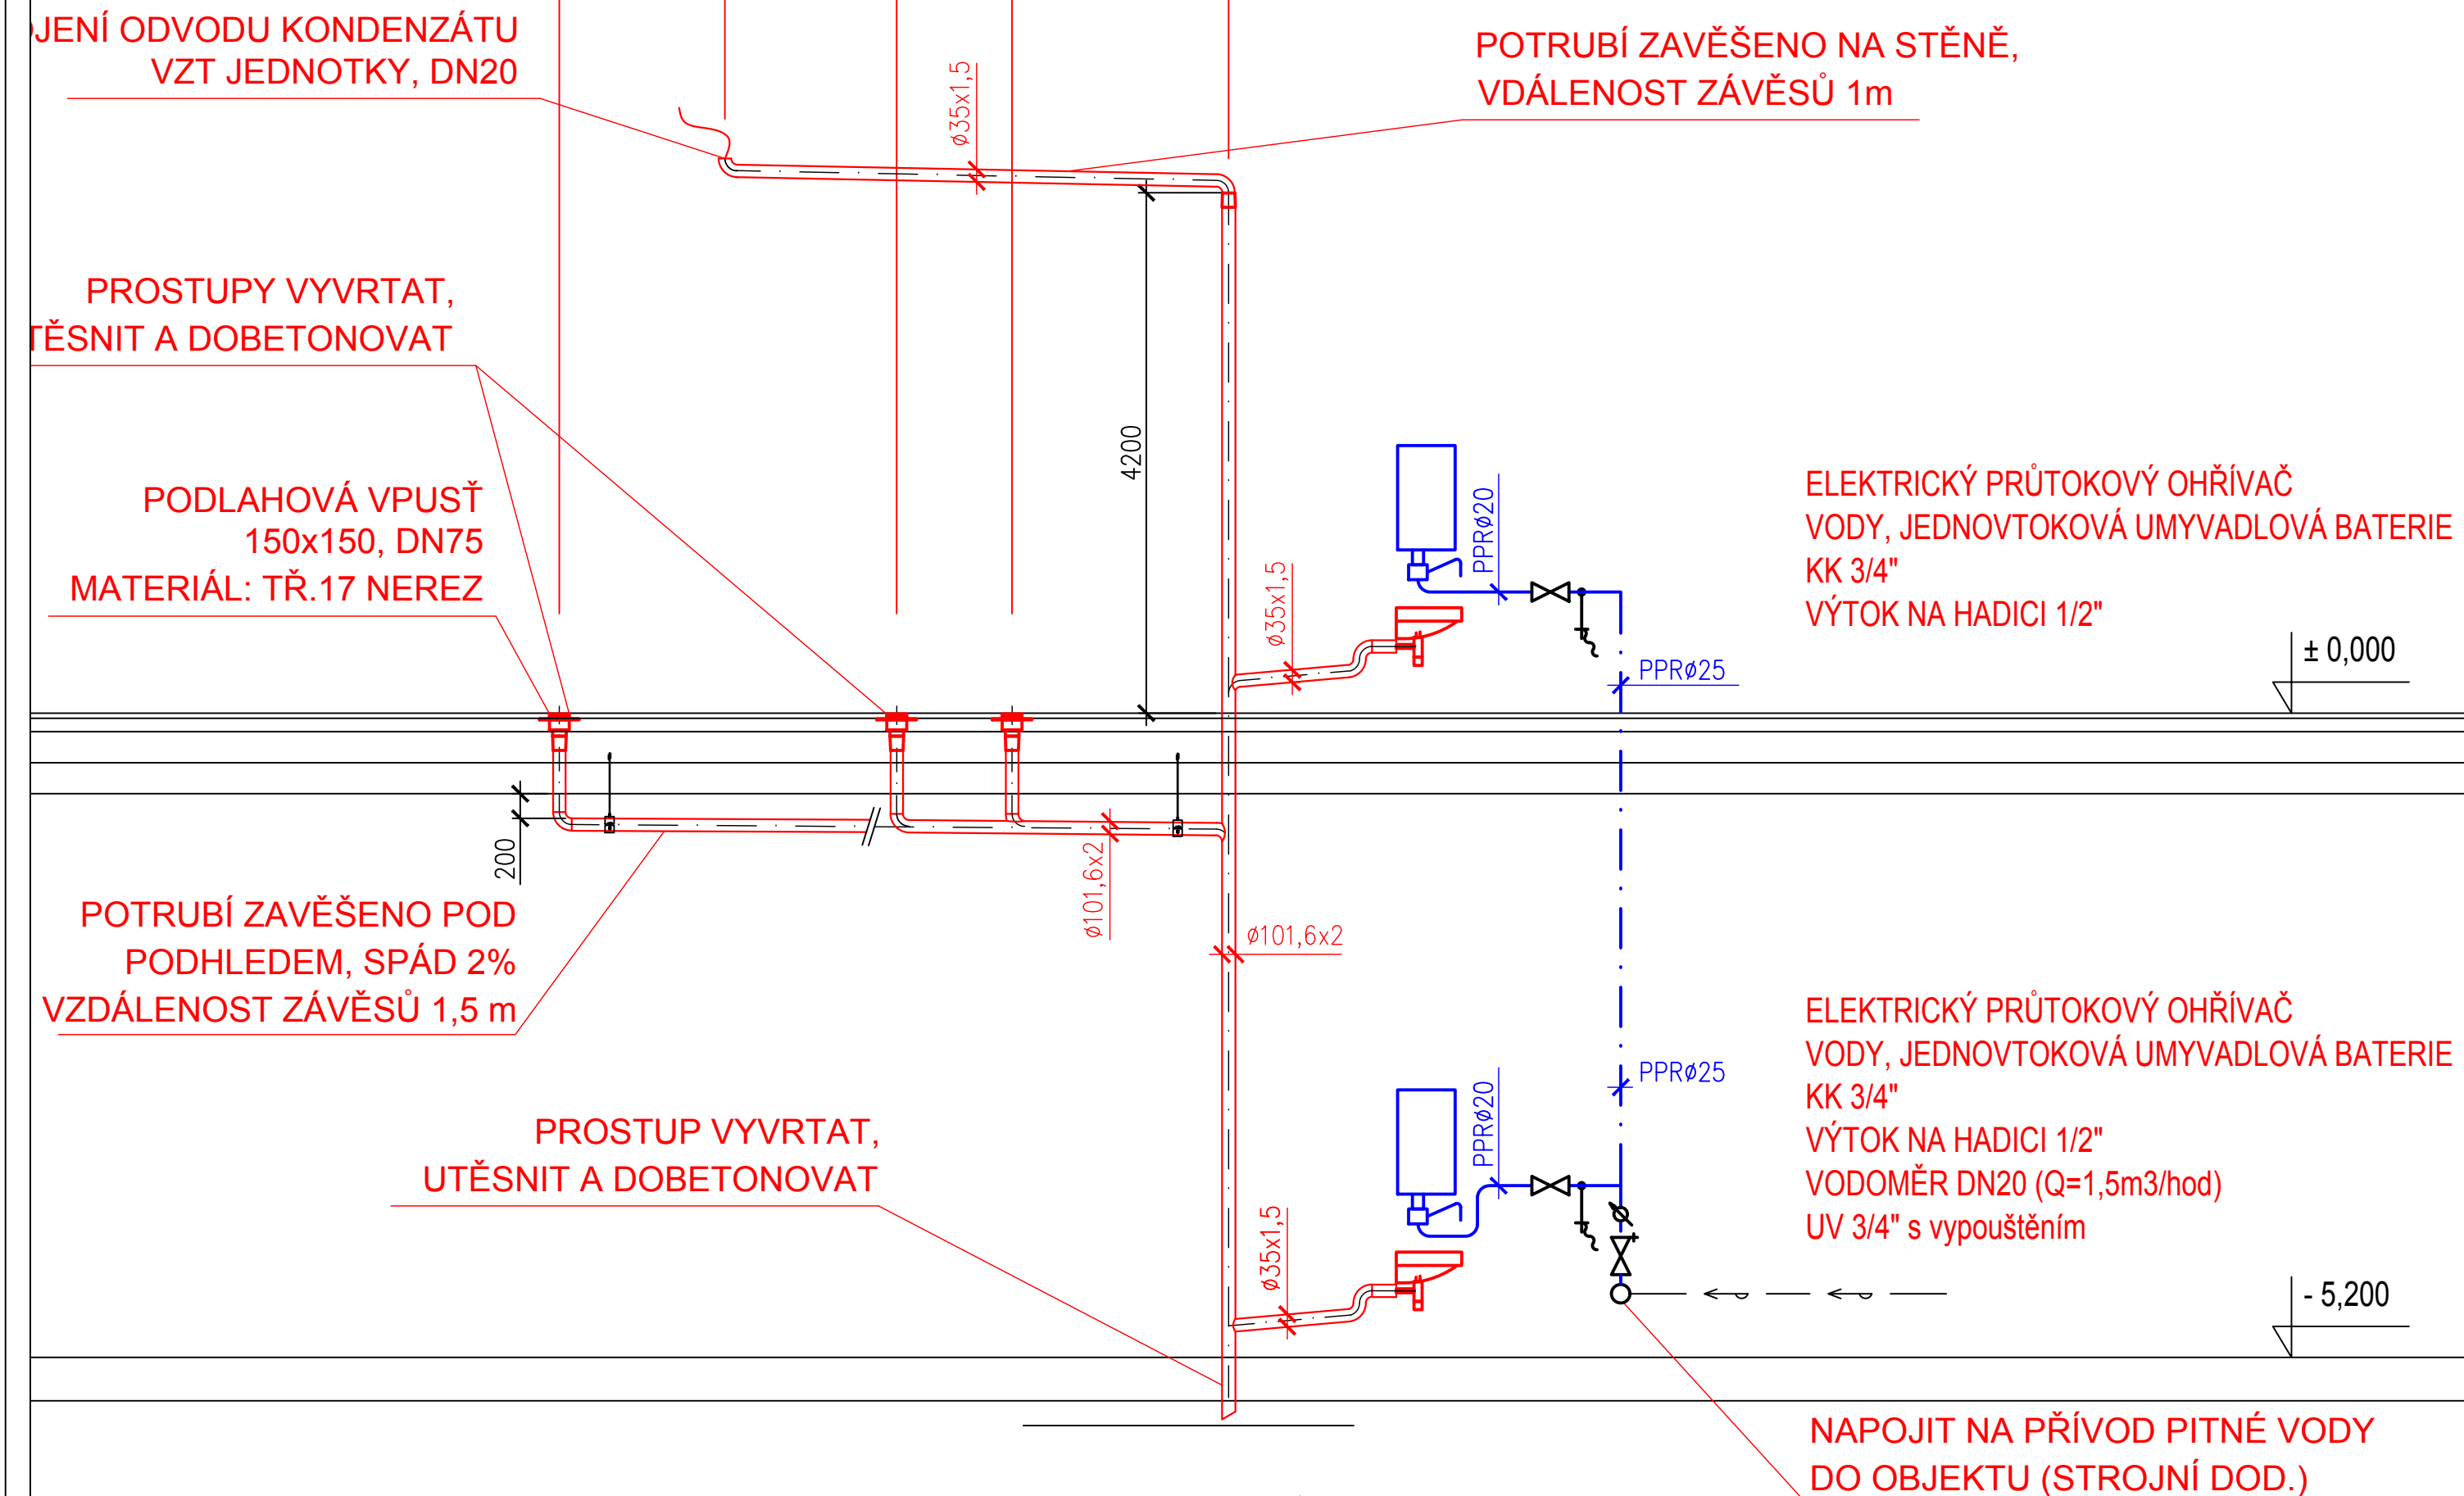 JENÍ ODVODU KONDENZÁTU
VZT JEDNOTKY, DN20
POTRUBÍ ZAVĚŠENO NA STĚNĚ,
VDÁLENOST ZÁVĚSŮ 1m
ø35x1,5
PROSTUPY VYVRTAT,
TĚSNIT A DOBETONOVAT
4200
PODLAHOVÁ VPUSŤ
150x150, DN75
MATERIÁL: TŘ.17 NEREZ
PPRø20
ø35x1,5
ELEKTRICKÝ PRŮTOKOVÝ OHŘÍVAČ
VODY, JEDNOVTOKOVÁ UMYVADLOVÁ BATERIE
KK 3/4"
VÝTOK NA HADICI 1/2"
± 0,000
PPRø25
200
ø101,6x2
ø101,6x2
POTRUBÍ ZAVĚŠENO POD
PODHLEDEM, SPÁD 2%
VZDÁLENOST ZÁVĚSŮ 1,5 m
PPRø25
PPRø20
ELEKTRICKÝ PRŮTOKOVÝ OHŘÍVAČ
VODY, JEDNOVTOKOVÁ UMYVADLOVÁ BATERIE
KK 3/4"
VÝTOK NA HADICI 1/2"
VODOMĚR DN20 (Q=1,5m3/hod)
UV 3/4" s vypouštěním
PROSTUP VYVRTAT,
UTĚSNIT A DOBETONOVAT
ø35x1,5
- 5,200
NAPOJIT NA PŘÍVOD PITNÉ VODY
DO OBJEKTU (STROJNÍ DOD.)